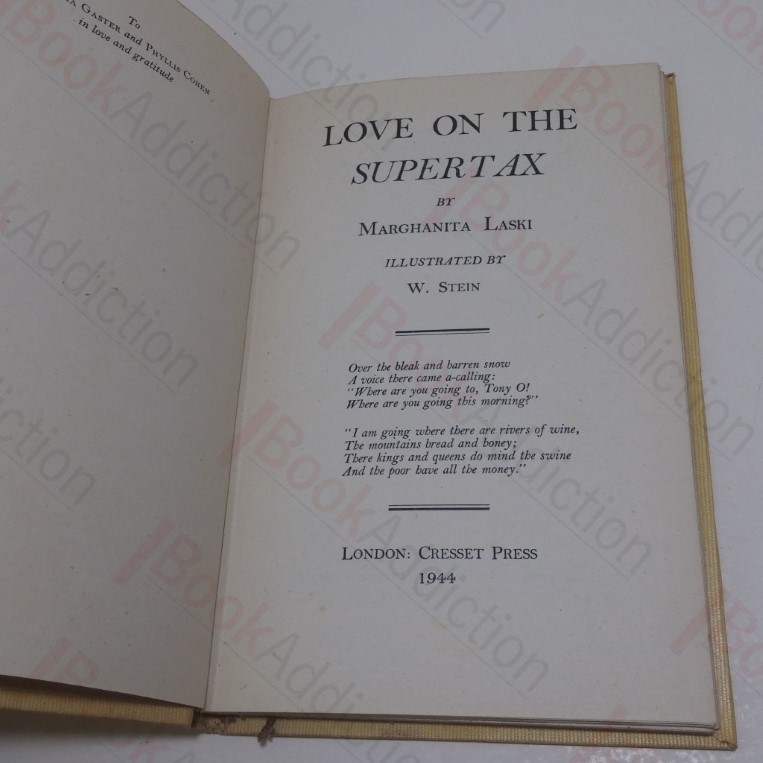 To
GASTER and PHYLLIS COHEN
in love and gratitude
LOVE ON THE
SUPERTAX
BY
MARGHANITA LASKI
ILLUSTRATED BY
W. STEIN
Over the bleak and barren snow
A voice there came a-calling:
"Where are you going to, Tony O!
Where are you going this morning?"
"I am going where there are rivers of wine,
The mountains bread and honey;
There kings and queens do mind the swine
And the poor have all the money."
LONDON: CRESSET PRESS
1944
BookAddiction